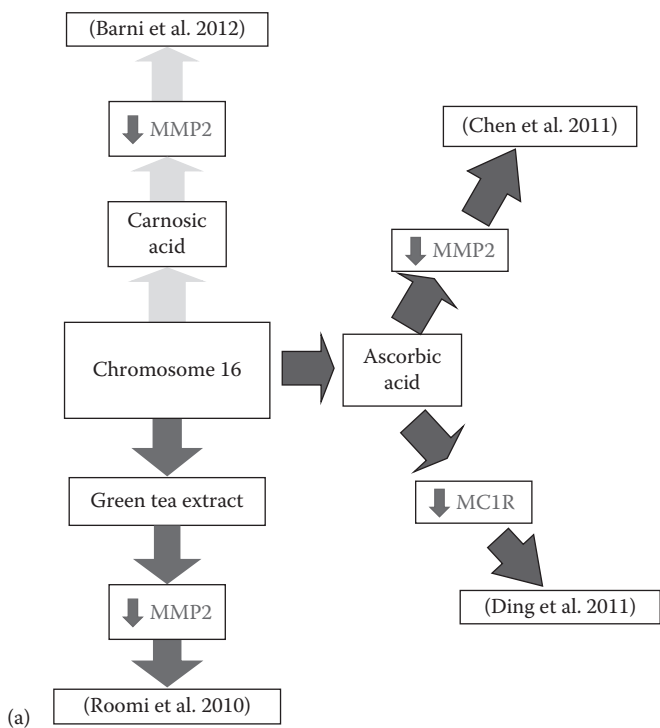 (Barni et al. 2012)
MMP2
Carnosic
acid
Chromosome 16
Green tea extract
MMP2
(Roomi et al. 2010)
(Chen et al. 2011)
MMP2
Ascorbic
acid
MC1R
(Ding et al. 2011)
(a)